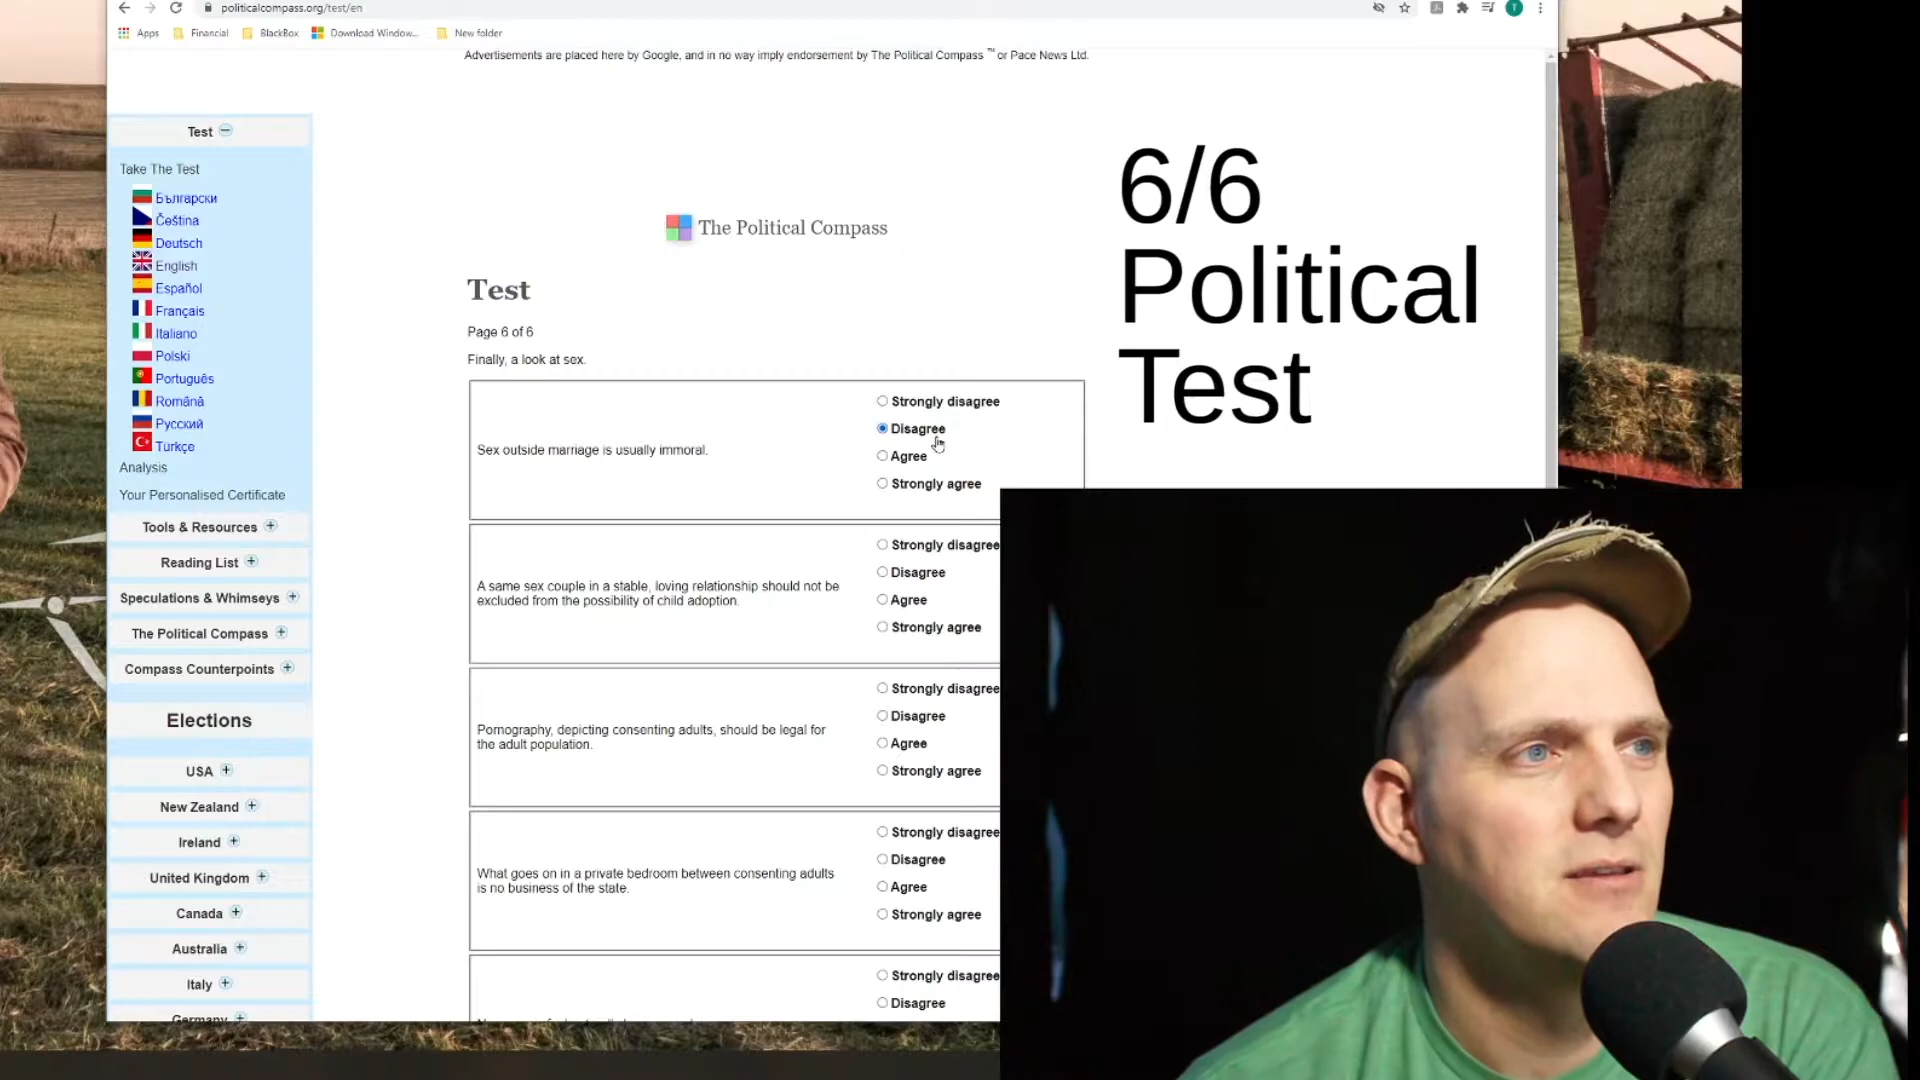 politicalcompass.org/test/en
T
Apps
Financial
BlackBox
Download Window...
New folder
Advertisements are placed here by Google, and in no way imply endorsement by The Political Compass ™ or Pace News Ltd.
Test
Take The Test
Български
Čeština
Deutsch
English
Español
Français
Italiano
Polski
Português
Română
Русский
Türkçe
Analysis
Your Personalised Certificate
Tools & Resources
Reading List
Speculations & Whimseys
The Political Compass
Compass Counterpoints
Elections
USA
New Zealand
Ireland
United Kingdom
Canada
Australia
Italy
Germany
The Political Compass
Test
Page 6 of 6
Finally, a look at sex.
Sex outside marriage is usually immoral.
Strongly disagree
Disagree
Agree
Strongly agree
A same sex couple in a stable, loving relationship should not be
excluded from the possibility of child adoption.
Strongly disagree
Disagree
Agree
Strongly agree
Pornography, depicting consenting adults, should be legal for
the adult population.
Strongly disagree
Disagree
Agree
Strongly agree
What goes on in a private bedroom between consenting adults
is no business of the state.
Strongly disagree
Disagree
Agree
Strongly agree
Strongly disagree
Disagree
6/6
Political
Test